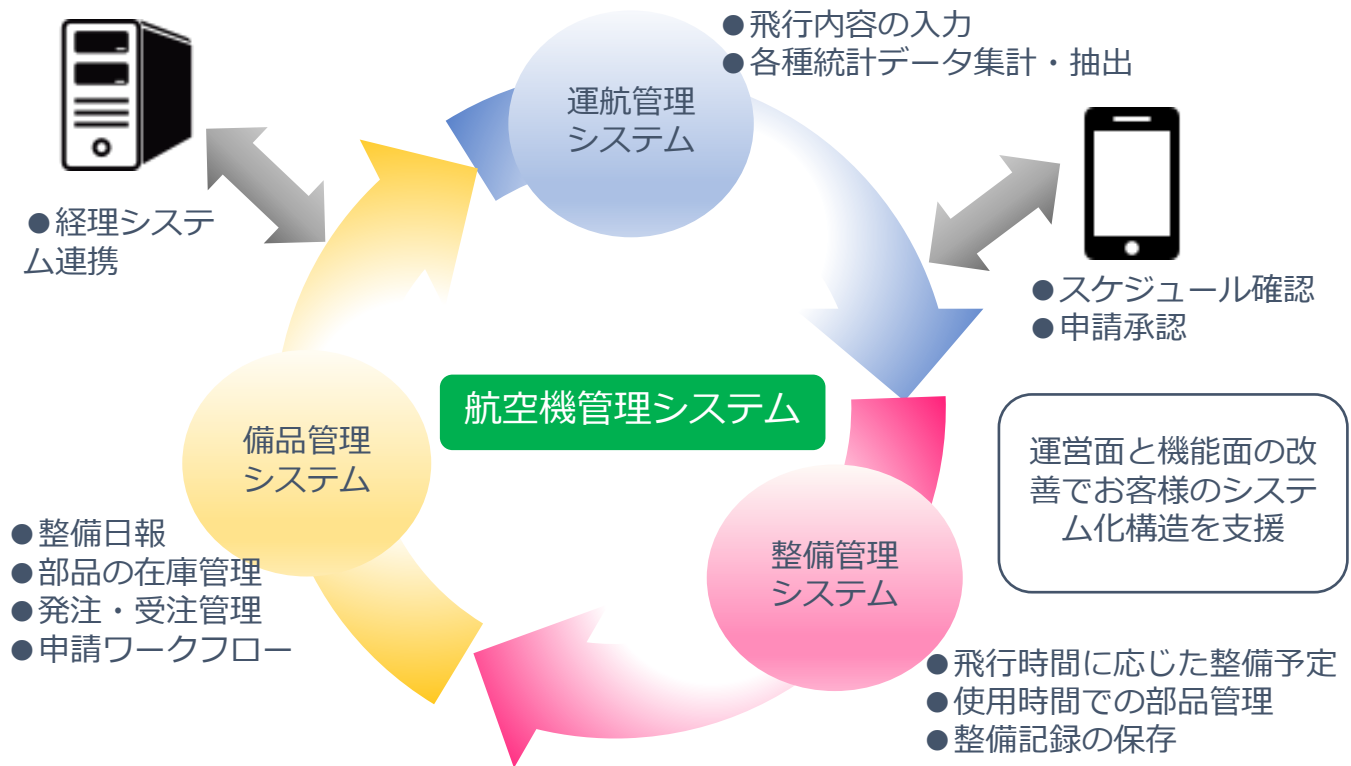 ●飛行内容の入力
●各種統計データ集計・抽出
運航管理
システム
●経理システ
ム連携
●スケジュール確認
●申請承認
航空機管理システム
備品管理
システム
運営面と機能面の改
善でお客様のシステ
ム化構造を支援
●整備日報
●部品の在庫管理
●発注・受注管理
●申請ワークフロー
整備管理
システム
●飛行時間に応じた整備予定
●使用時間での部品管理
●整備記録の保存